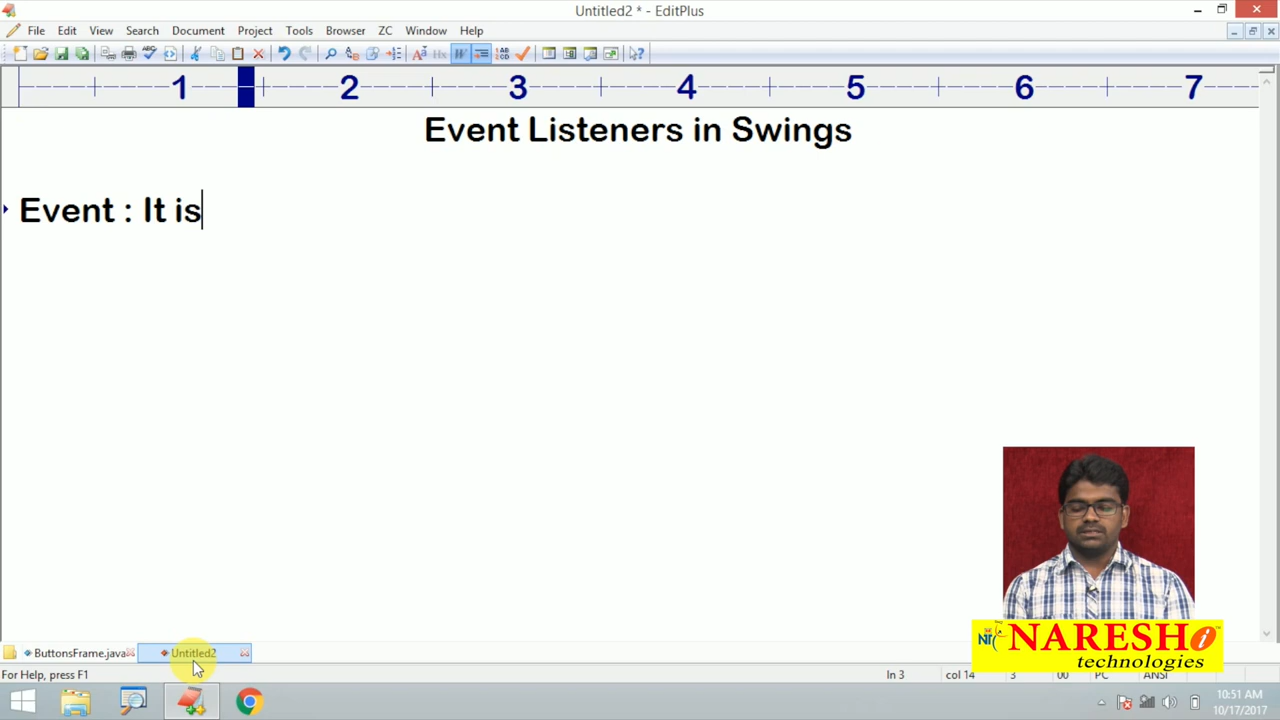 Untitled2 * - EditPlus
File Edit View Search Document Project Tools Browser ZC Window Help
1 2 3 4 5 6 7
Event Listeners in Swings
Event : It is
NARESH i
technologies
ButtonsFrame.java Untitled2
For Help, press F1 ln 3 col 14 3 00 PC ANSI
10:51 AM
10/17/2017